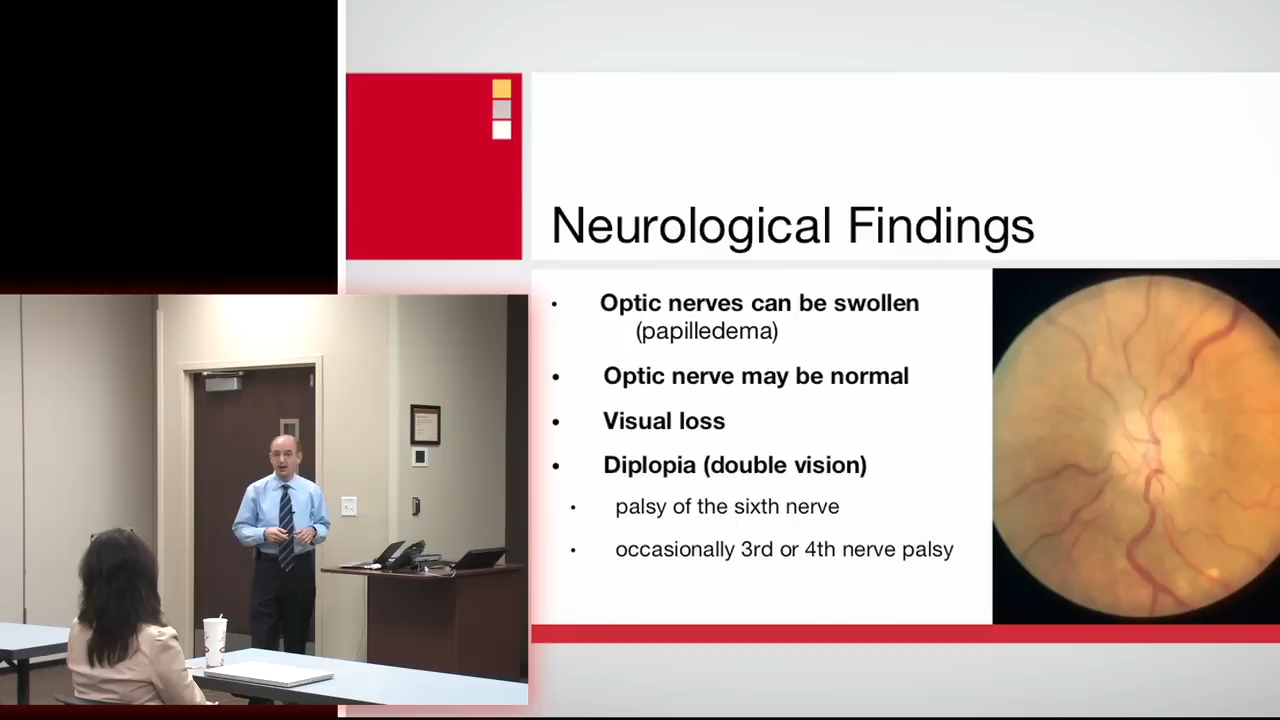 Neurological Findings
• Optic nerves can be swollen
(papilledema)
• Optic nerve may be normal
• Visual loss
• Diplopia (double vision)
• palsy of the sixth nerve
• occasionally 3rd or 4th nerve palsy